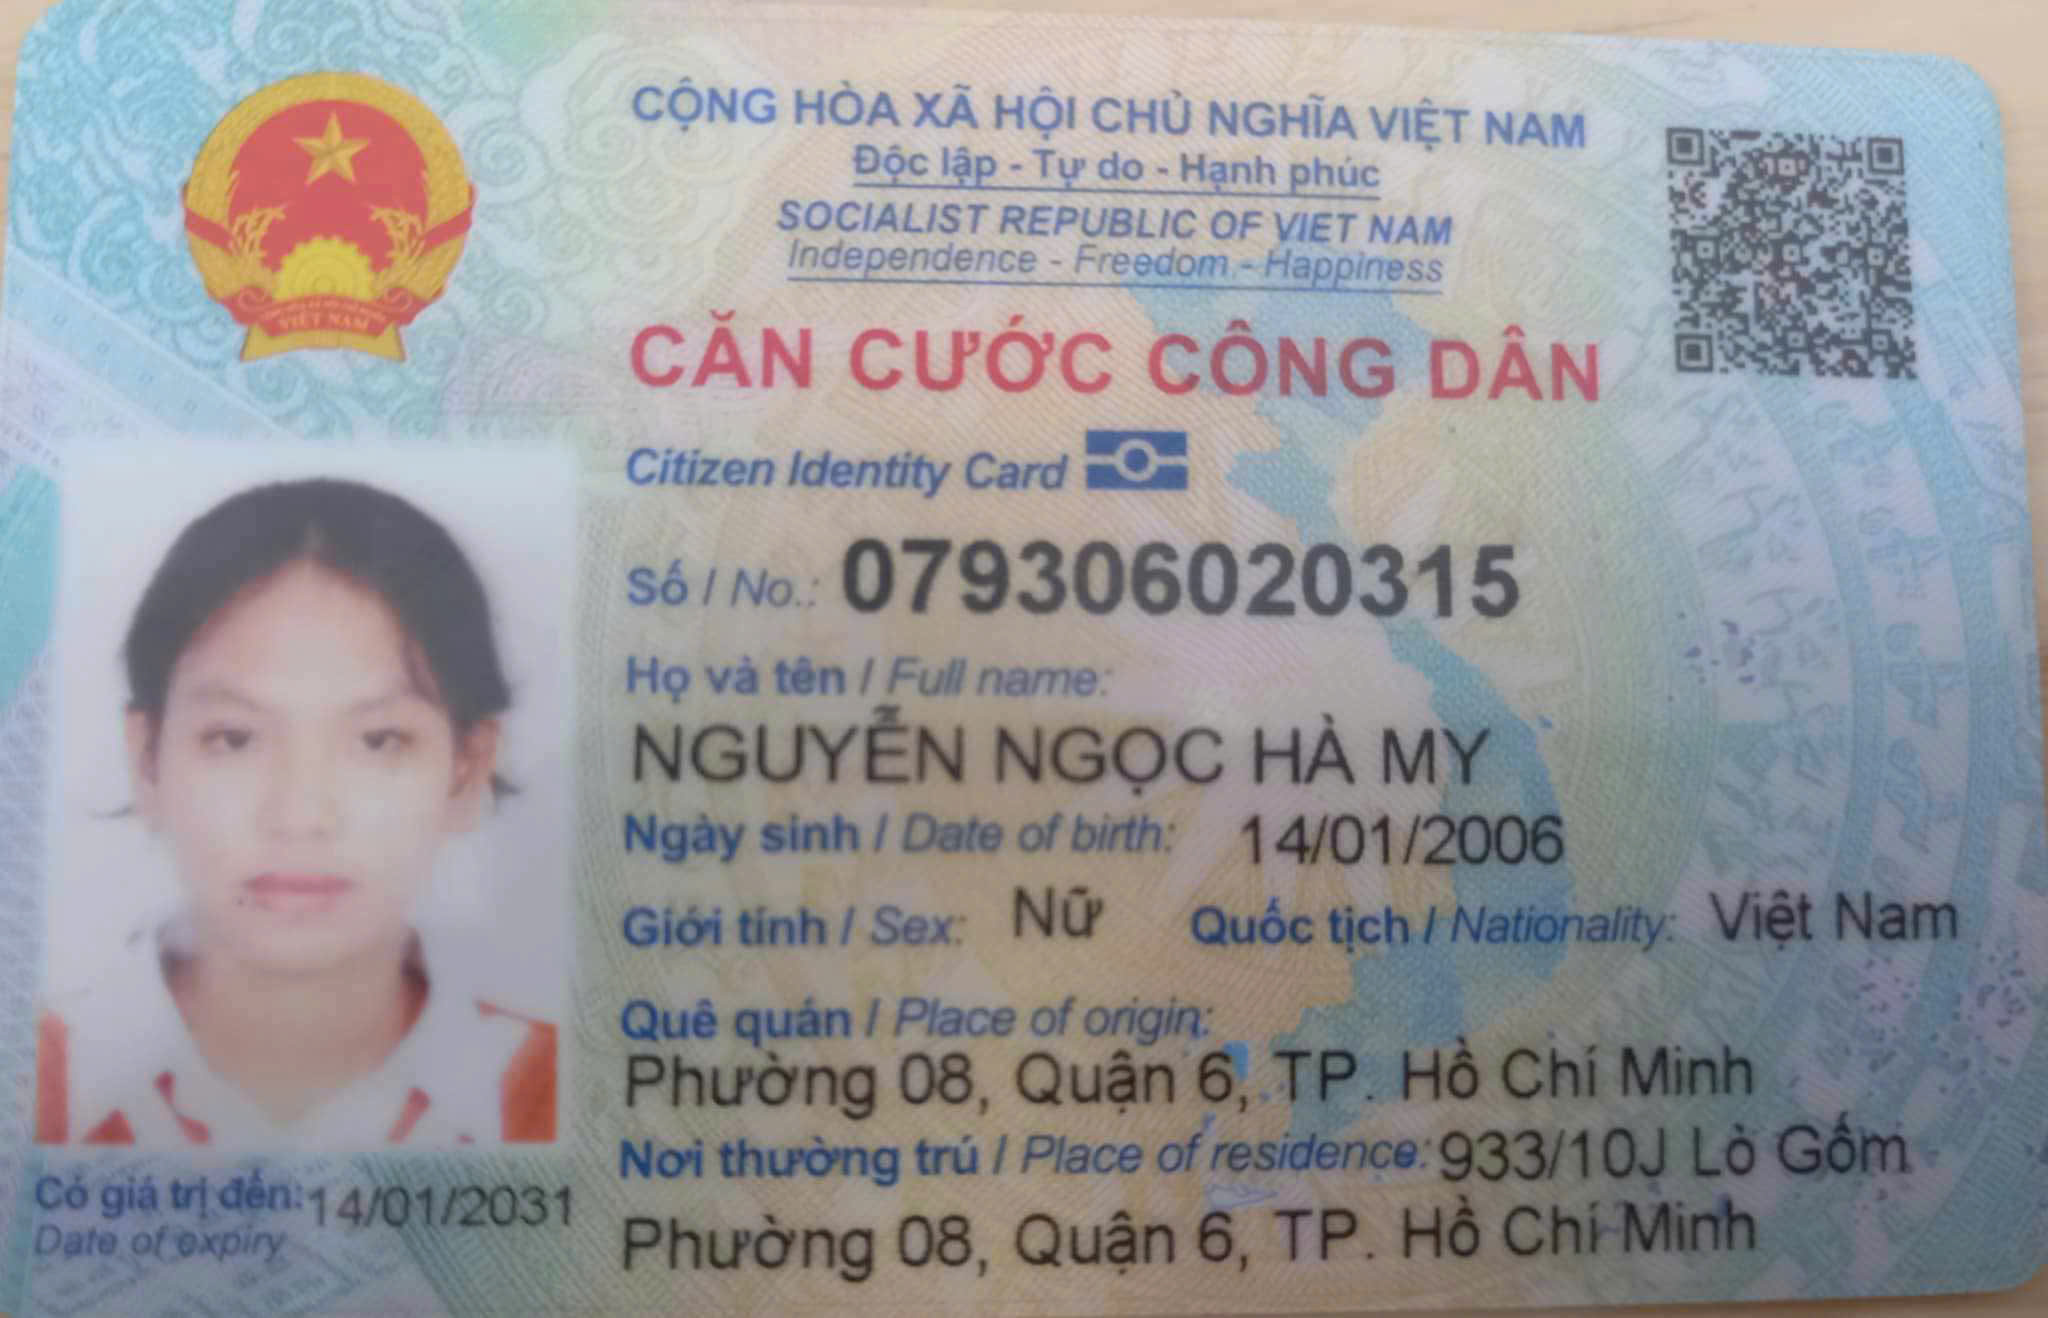 CỘNG HÒA XÃ HỘI CHỦ NGHĨA VIỆT NAM
Độc lập - Tự do - Hạnh phúc
SOCIALIST REPUBLIC OF VIET NAM
Independence - Freedom - Happiness
CĂN CƯỚC CÔNG DÂN
Citizen Identity Card
Số / No.: 079306020315
Họ và tên / Full name:
NGUYỄN NGỌC HÀ MY
Ngày sinh / Date of birth: 14/01/2006
Giới tính / Sex: Nữ Quốc tịch / Nationality: Việt Nam
Quê quán / Place of origin:
Phường 08, Quận 6, TP. Hồ Chí Minh
Nơi thường trú / Place of residence: 933/10J Lò Gốm
Phường 08, Quận 6, TP. Hồ Chí Minh
Có giá trị đến: 14/01/2031
Date of expiry
VIỆT NAM